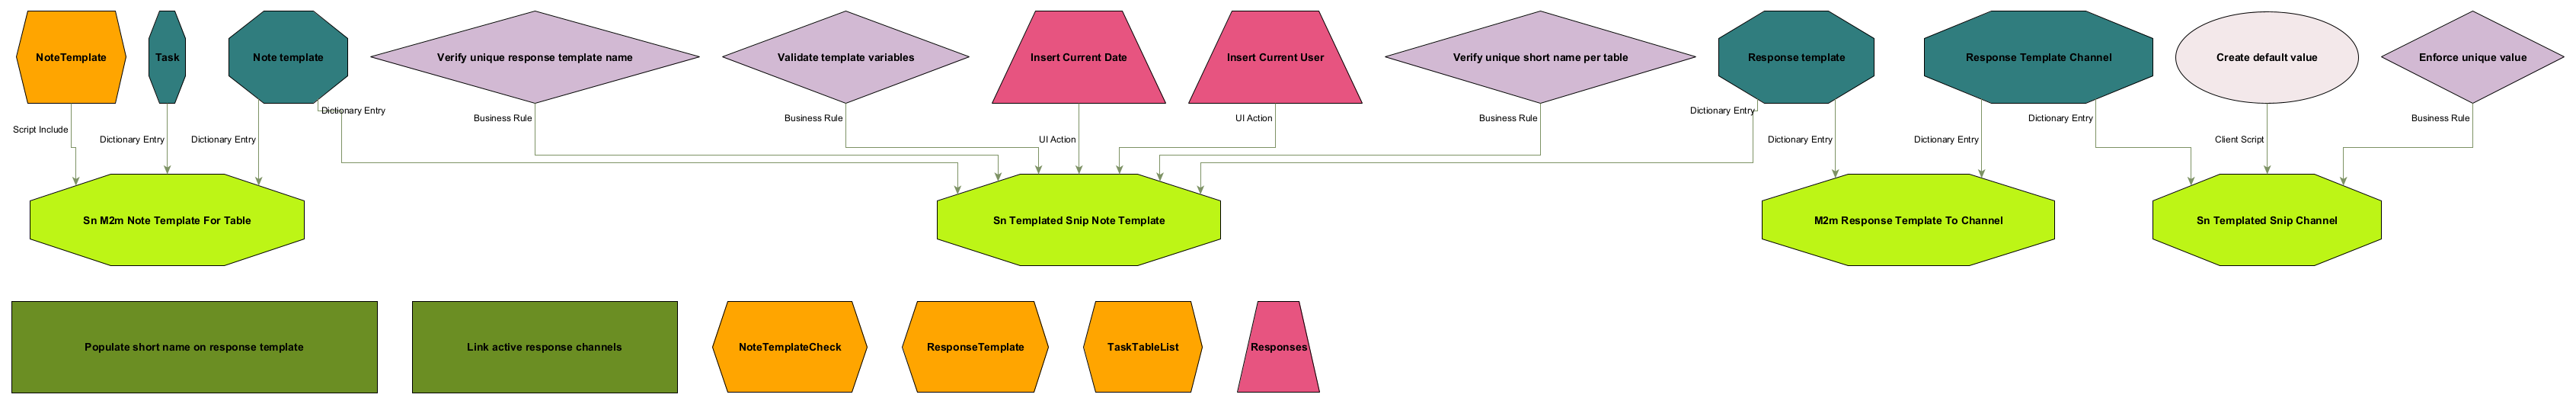 NoteTemplate
Task
Note template
Verify unique response template name
Validate template variables
Insert Current Date
Insert Current User
Verify unique short name per table
Response template
Response Template Channel
Create default value
Enforce unique value
Dictionary Entry
Dictionary Entry
Business Rule
Business Rule
UI Action
Business Rule
Dictionary Entry
Business Rule
Script Include
Dictionary Entry
Dictionary Entry
UI Action
Dictionary Entry
Dictionary Entry
Client Script
Sn M2m Note Template For Table
Sn Templated Snip Note Template
M2m Response Template To Channel
Sn Templated Snip Channel
Populate short name on response template
Link active response channels
NoteTemplateCheck
ResponseTemplate
TaskTableList
Responses